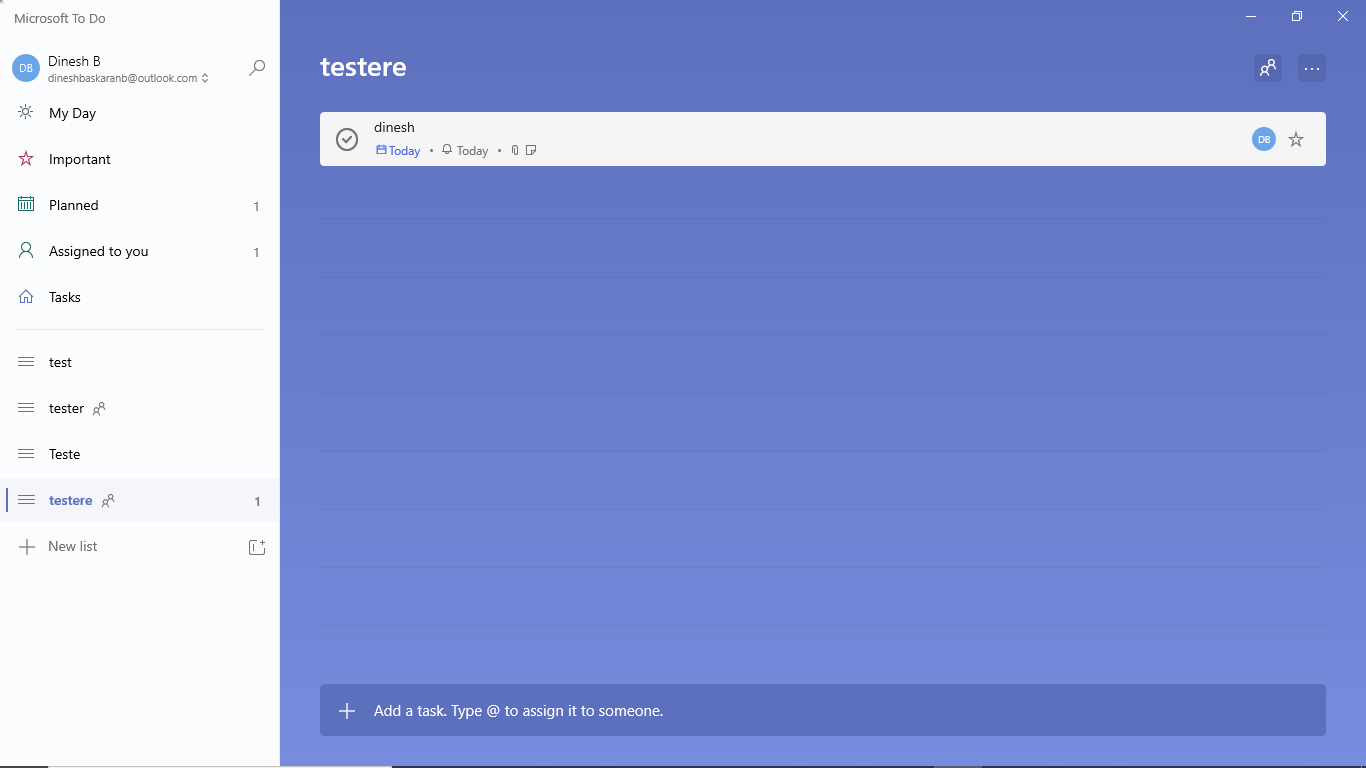 Microsoft To Do
DB
Dinesh B
dineshbaskaranb@outlook.com
My Day
Important
Planned 1
Assigned to you 1
Tasks
test
tester
Teste
testere 1
New list
testere
dinesh
Today • Today •
DB
Add a task. Type @ to assign it to someone.